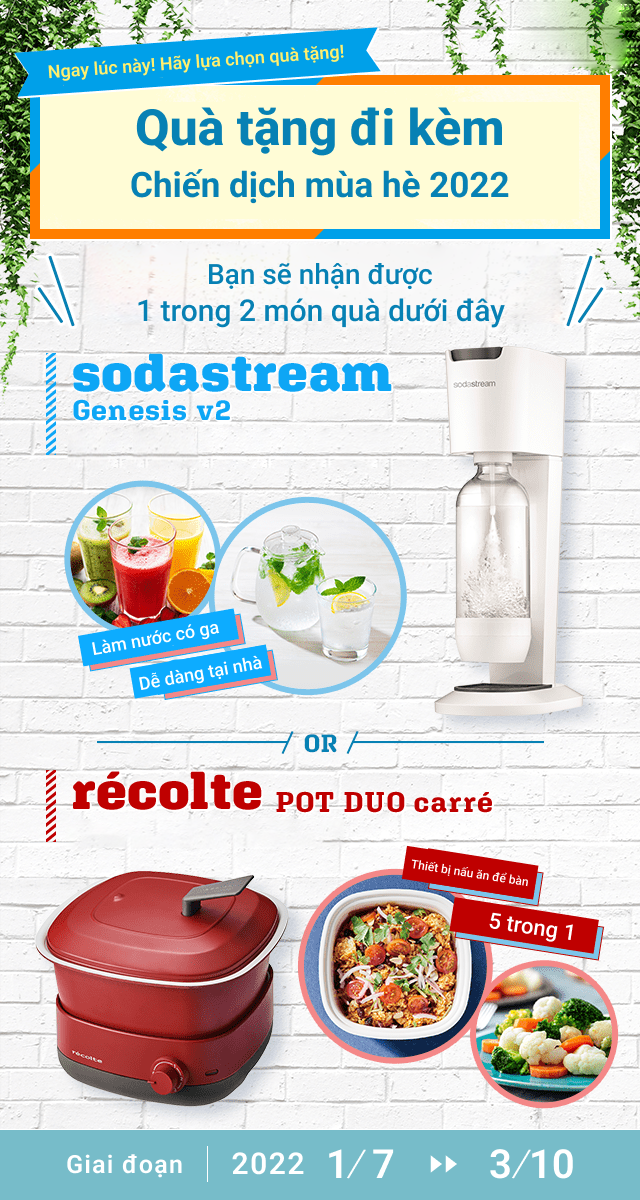 Ngay lúc này! Hãy lựa chọn quà tặng!
Quà tặng đi kèm
Chiến dịch mùa hè 2022
Bạn sẽ nhận được
1 trong 2 món quà dưới đây
sodastream
Genesis v2
sodastream
Làm nước có ga
Dễ dàng tại nhà
OR
récolte POT DUO carré
Thiết bị nấu ăn để bàn
5 trong 1
récolte
Giai đoạn 2022 1/7 3/10